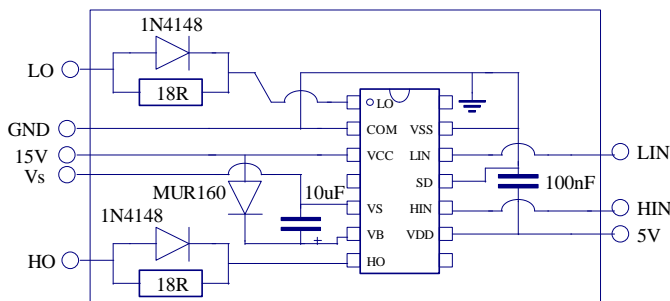 1N4148
LO
18R
LO
GND
COM
VSS
15V
VCC
LIN
LIN
Vs
MUR160
10uF
SD
100nF
1N4148
VS
HIN
HIN
+
VB
VDD
5V
HO
18R
HO